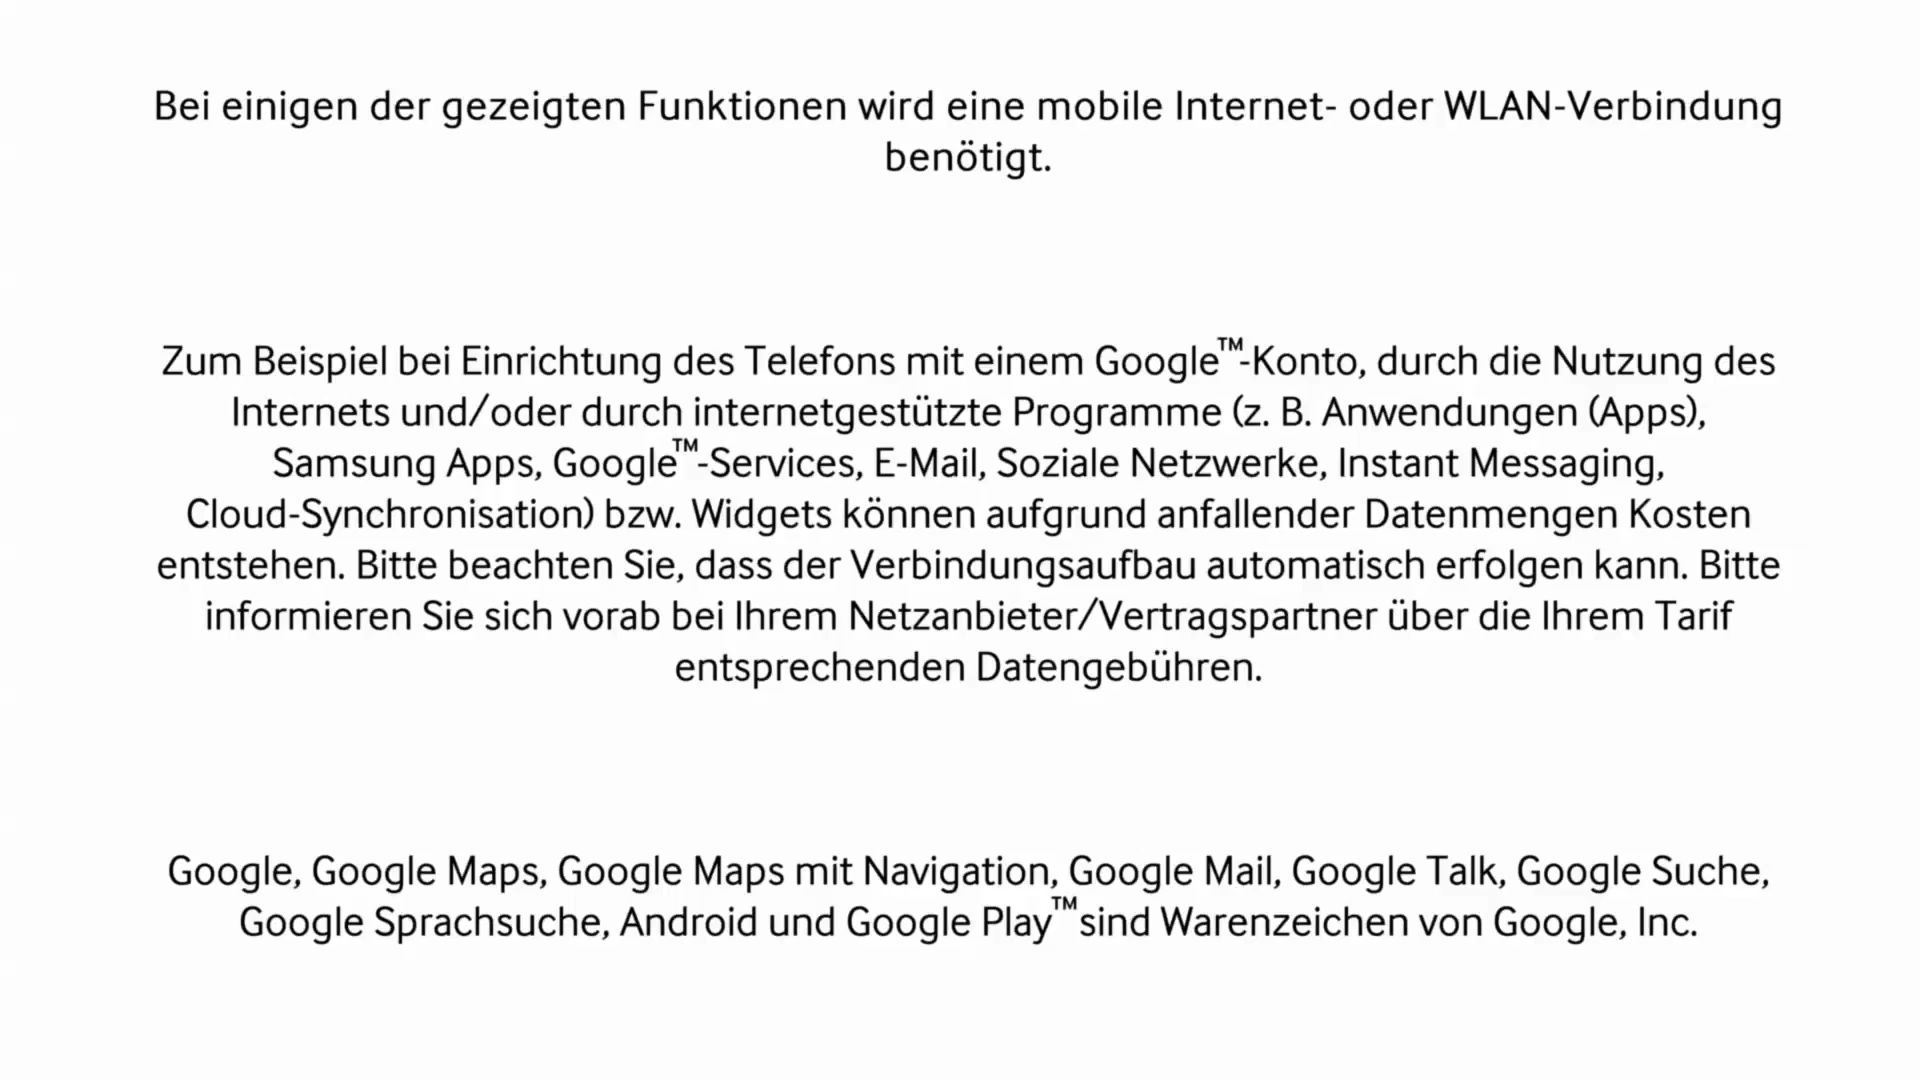 Bei einigen der gezeigten Funktionen wird eine mobile Internet- oder WLAN-Verbindung
benötigt.
Zum Beispiel bei Einrichtung des Telefons mit einem Google™-Konto, durch die Nutzung des
Internets und/oder durch internetgestützte Programme (z. B. Anwendungen (Apps),
Samsung Apps, Google™-Services, E-Mail, Soziale Netzwerke, Instant Messaging,
Cloud-Synchronisation) bzw. Widgets können aufgrund anfallender Datenmengen Kosten
entstehen. Bitte beachten Sie, dass der Verbindungsaufbau automatisch erfolgen kann. Bitte
informieren Sie sich vorab bei Ihrem Netzanbieter/Vertragspartner über die Ihrem Tarif
entsprechenden Datengebühren.
Google, Google Maps, Google Maps mit Navigation, Google Mail, Google Talk, Google Suche,
Google Sprachsuche, Android und Google Play™ sind Warenzeichen von Google, Inc.